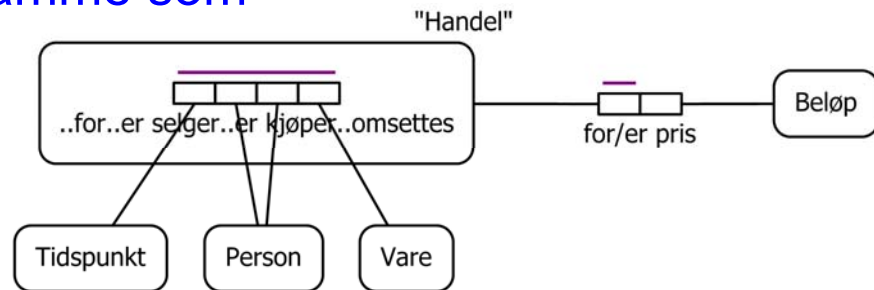 "Handel"
..for..er selger..er kjøper..omsettes
for/er pris
Beløp
Tidspunkt
Person
Vare